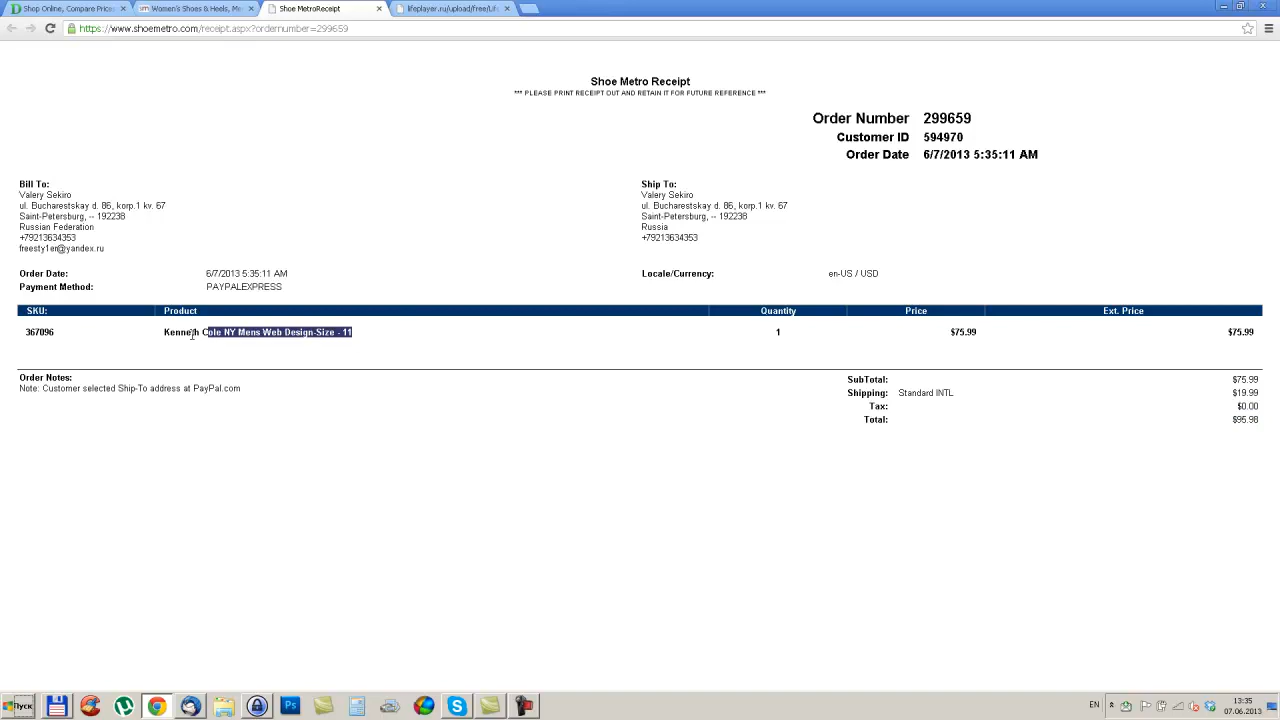 Shop Online, Compare Prices
Women's Shoes & Heels, Me
Shoe MetroReceipt
lifeplayer.ru/upload/free/Life
https://www.shoemetro.com/receipt.aspx?ordernumber=299659
Shoe Metro Receipt
*** PLEASE PRINT RECEIPT OUT AND RETAIN IT FOR FUTURE REFERENCE ***
Order Number 299659
Customer ID 594970
Order Date 6/7/2013 5:35:11 AM
Bill To:
Valery Sekiro
ul. Bucharestskay d. 86, korp.1 kv. 67
Saint-Petersburg, -- 192238
Russian Federation
+79213634353
freesty1er@yandex.ru
Ship To:
Valery Sekiro
ul. Bucharestskay d. 86, korp.1 kv. 67
Saint-Petersburg, -- 192238
Russia
+79213634353
Order Date: 6/7/2013 5:35:11 AM
Payment Method: PAYPALEXPRESS
Locale/Currency: en-US / USD
SKU: Product Quantity Price Ext. Price
367096 Kenneth Cole NY Mens Web Design-Size - 11 1 $75.99 $75.99
Order Notes:
Note: Customer selected Ship-To address at PayPal.com
SubTotal: $75.99
Shipping: Standard INTL $19.99
Tax: $0.00
Total: $95.98
Пуск
EN
13:35
07.06.2013